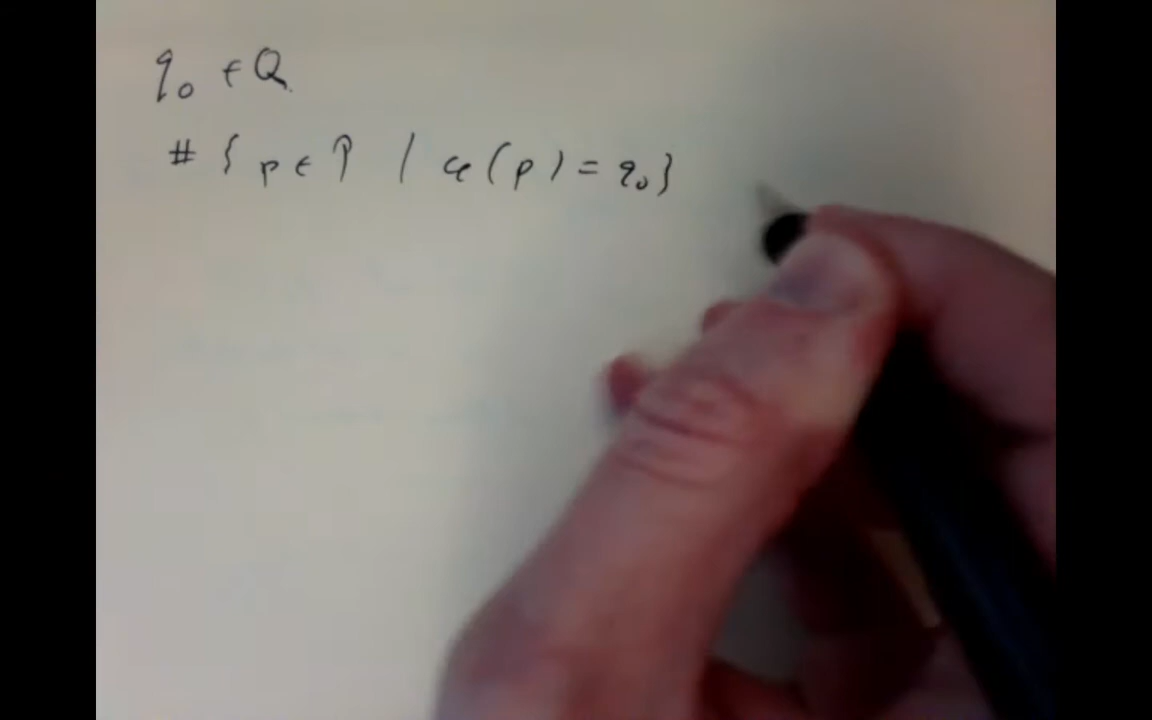 q₀ ∈ Q
# { p ∈ P | φ(p) = q₀ }